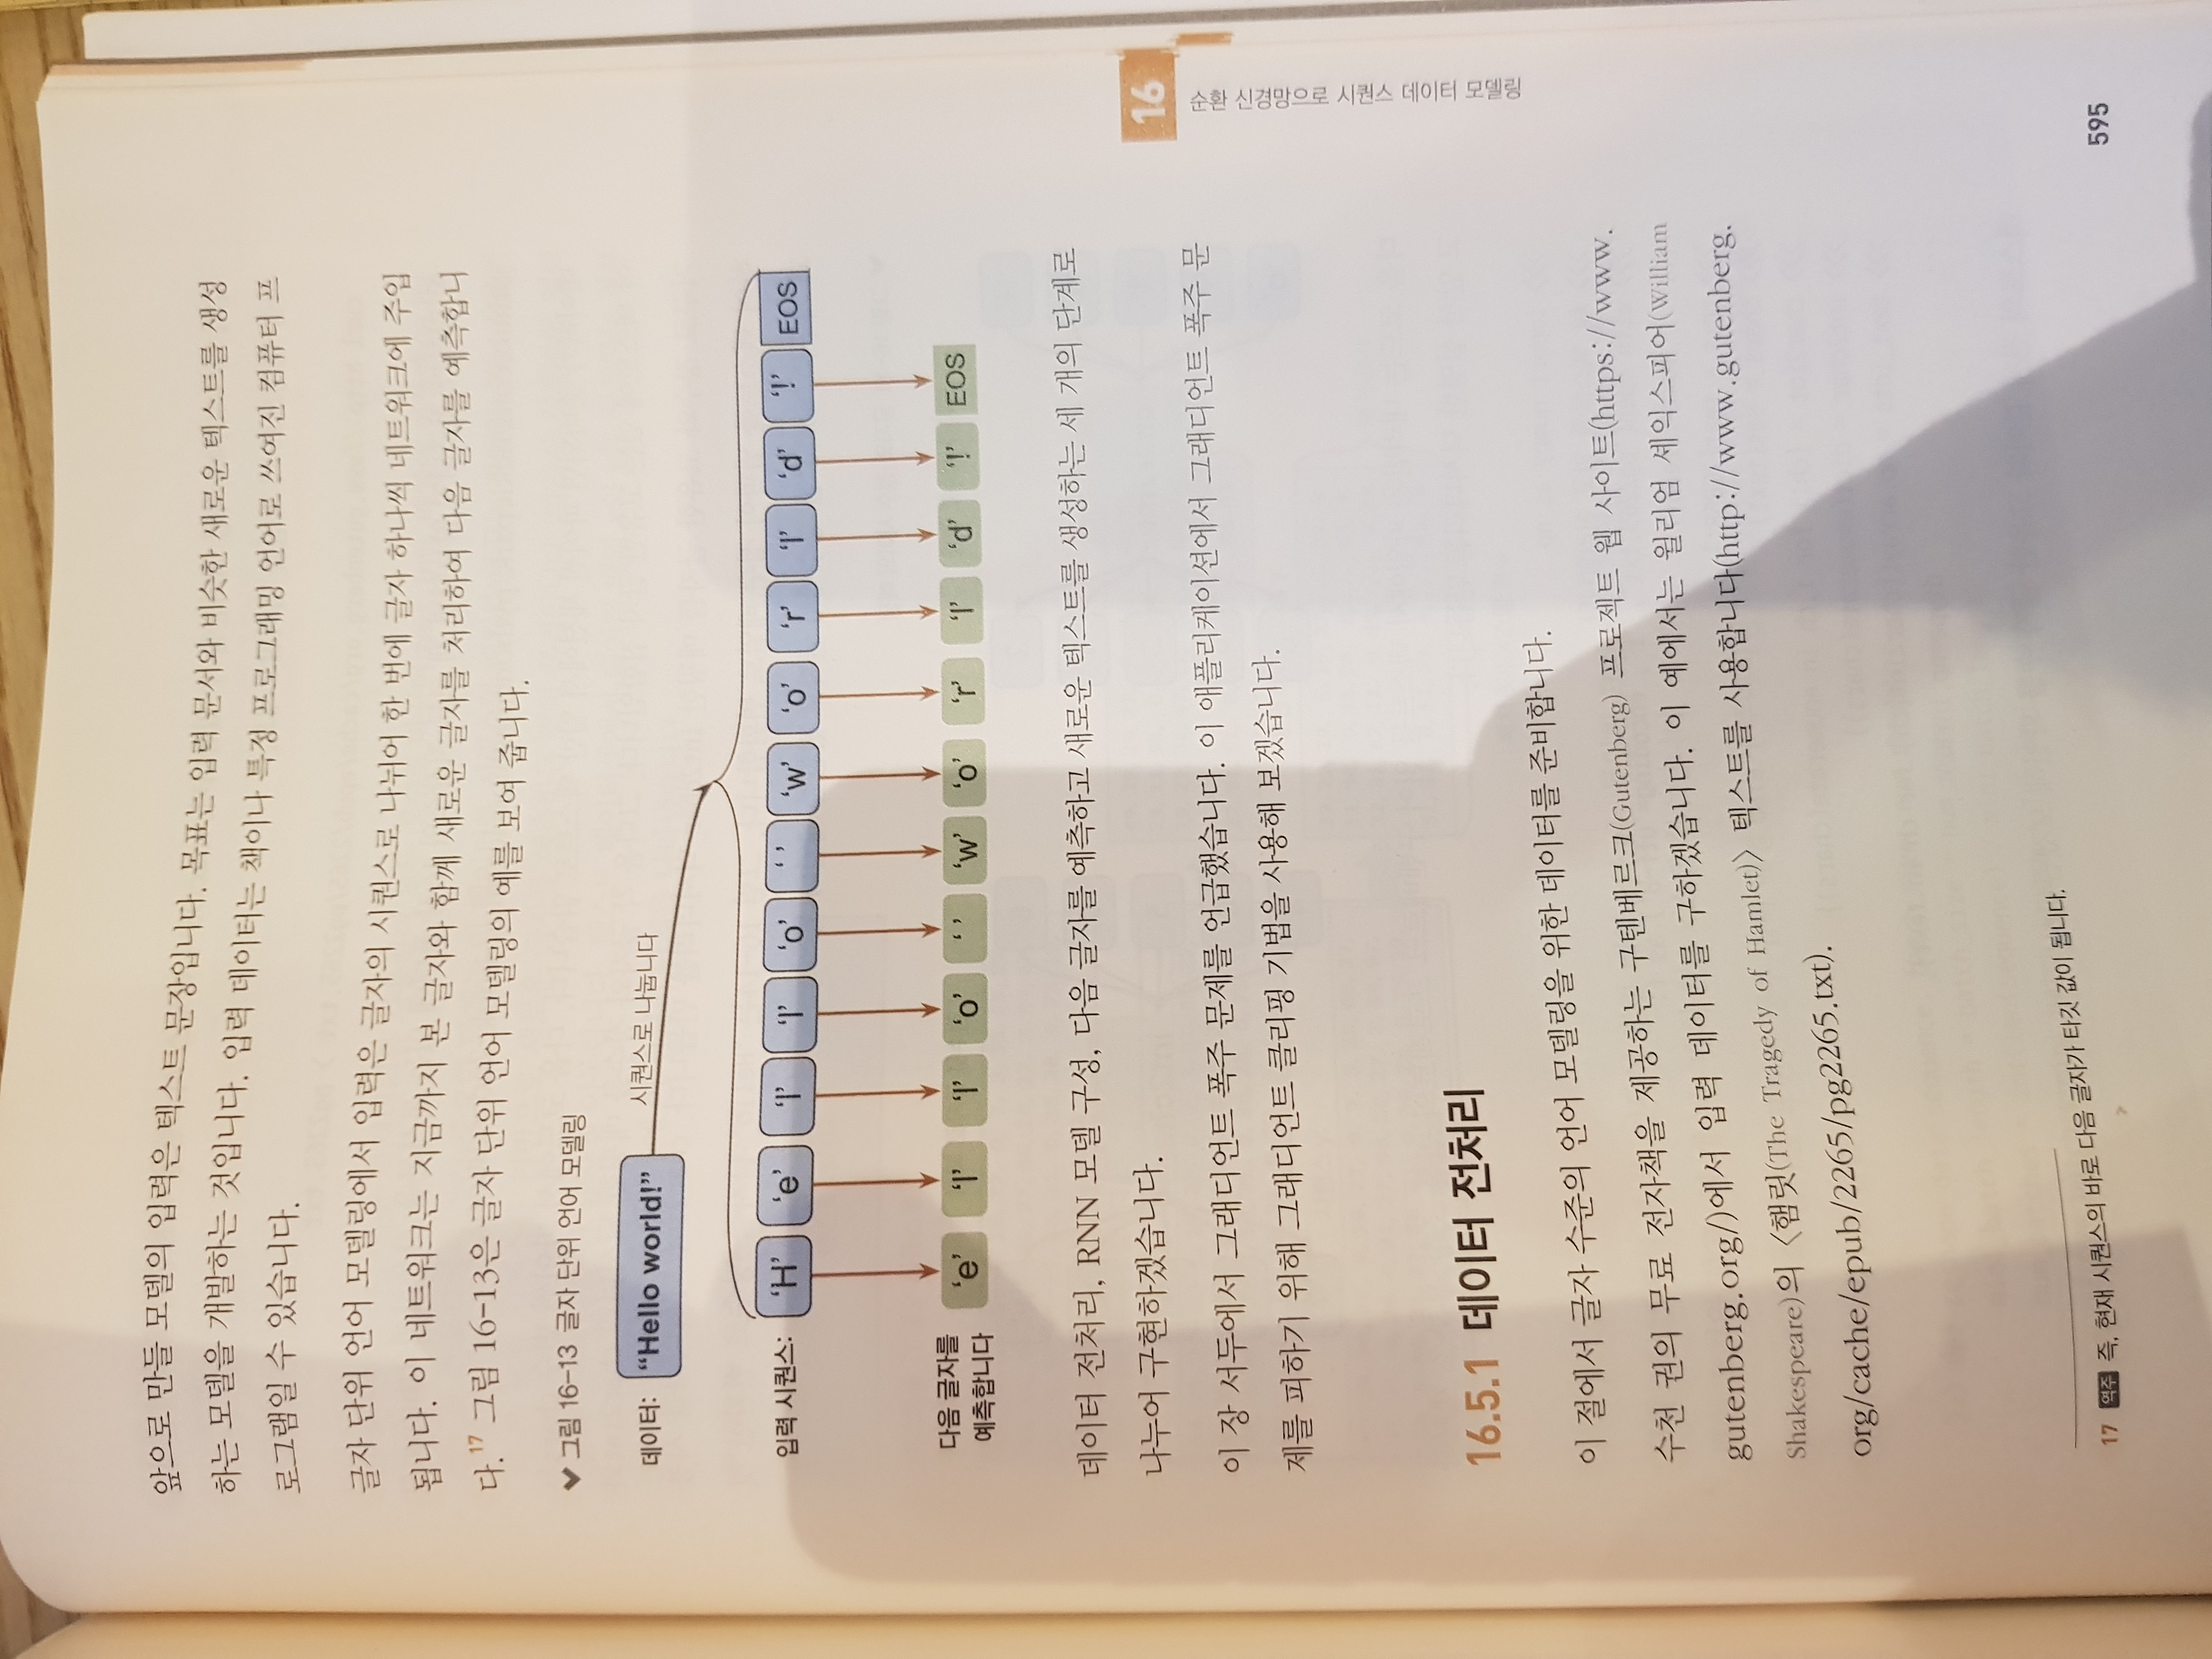 앞으로 만들 모델의 입력은 텍스트 문장입니다. 목표는 입력 문서와 비슷한 새로운 텍스트를 생성
하는 모델을 개발하는 것입니다. 입력 데이터는 책이나 특정 프로그래밍 언어로 쓰여진 컴퓨터 프
로그램일 수 있습니다.
글자 단위 언어 모델링에서 입력은 글자의 시퀀스로 나뉘어 한 번에 글자 하나씩 네트워크에 주입
됩니다. 이 네트워크는 지금까지 본 글자와 함께 새로운 글자를 처리하여 다음 글자를 예측합니
다.17 그림 16-13은 글자 단위 언어 모델링의 예를 보여 줍니다.
그림 16-13 글자 단위 언어 모델링
데이터: “Hello world!” 시퀀스로 나눕니다
입력 시퀀스: ‘H’ ‘e’ ‘l’ ‘l’ ‘o’ ‘ ’ ‘w’ ‘o’ ‘r’ ‘l’ ‘d’ ‘!’ EOS
다음 글자를
예측합니다
‘e’ ‘l’ ‘l’ ‘o’ ‘ ’ ‘w’ ‘o’ ‘r’ ‘l’ ‘d’ ‘!’ EOS
데이터 전처리, RNN 모델 구성, 다음 글자를 예측하고 새로운 텍스트를 생성하는 세 개의 단계로
나누어 구현하겠습니다.
이 장 서두에서 그래디언트 폭주 문제를 언급했습니다. 이 애플리케이션에서 그래디언트 폭주 문
제를 피하기 위해 그래디언트 클리핑 기법을 사용해 보겠습니다.
16
순환 신경망으로 시퀀스 데이터 모델링
16.5.1 데이터 전처리
이 절에서 글자 수준의 언어 모델링을 위한 데이터를 준비합니다.
수천 권의 무료 전자책을 제공하는 구텐베르크(Gutenberg) 프로젝트 웹 사이트(https://www.
gutenberg.org/)에서 입력 데이터를 구하겠습니다. 이 예에서는 윌리엄 셰익스피어(William
Shakespeare)의 〈햄릿(The Tragedy of Hamlet)〉 텍스트를 사용합니다(http://www.gutenberg.
org/cache/epub/2265/pg2265.txt).
17 역주 즉, 현재 시퀀스의 바로 다음 글자가 타깃 값이 됩니다.
595